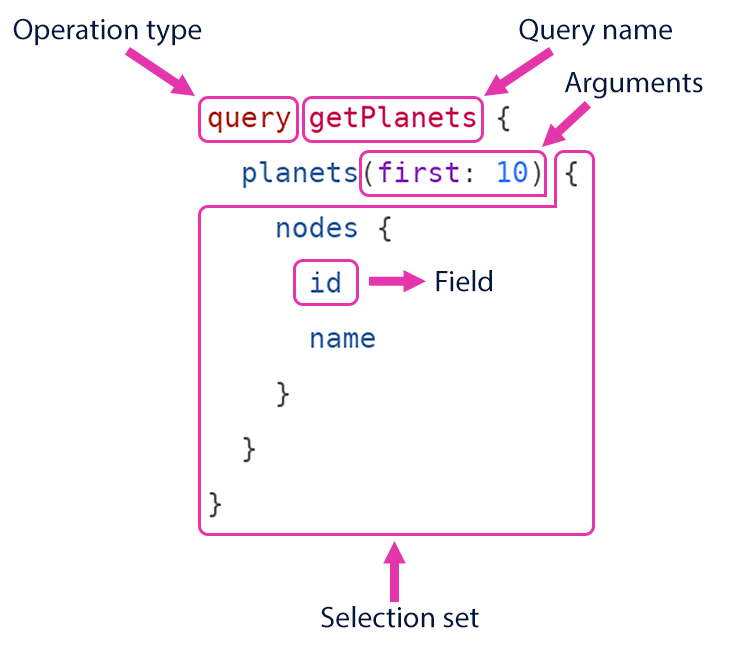 Operation type
Query name
Arguments
query getPlanets {
planets(first: 10) {
nodes {
id
Field
name
}
}
}
Selection set